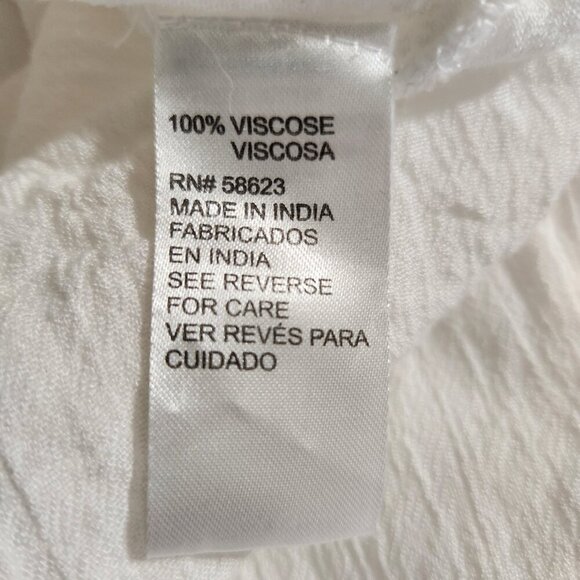 100% VISCOSE
VISCOSA
RN# 58623
MADE IN INDIA
FABRICADOS
EN INDIA
SEE REVERSE
FOR CARE
VER REVÉS PARA
CUIDADO